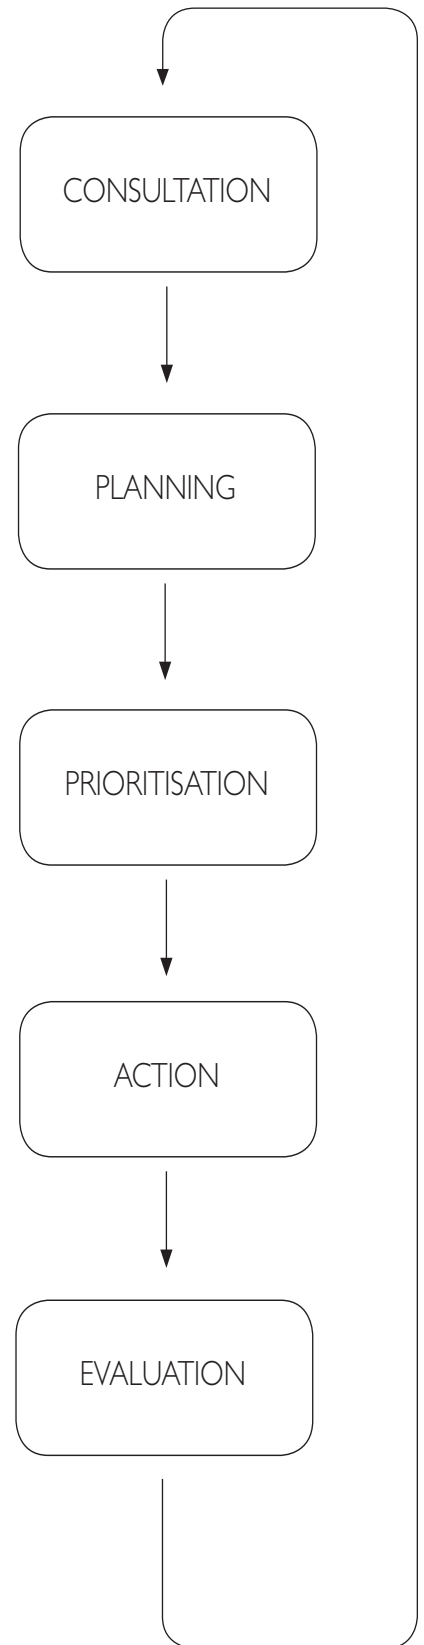 CONSULTATION
PLANNING
PRIORITISATION
ACTION
EVALUATION